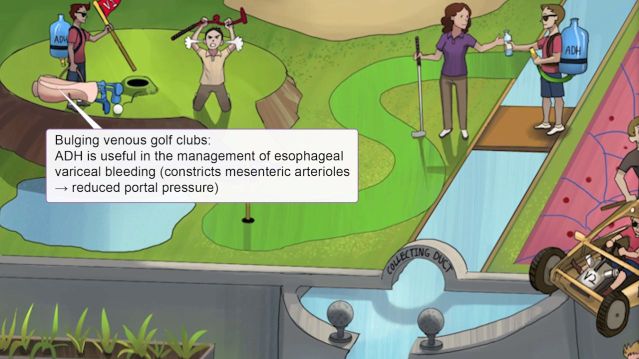 V2
ADH
ADH
Bulging venous golf clubs:
ADH is useful in the management of esophageal
variceal bleeding (constricts mesenteric arterioles
→ reduced portal pressure)
COLLECTING DUCT
V2